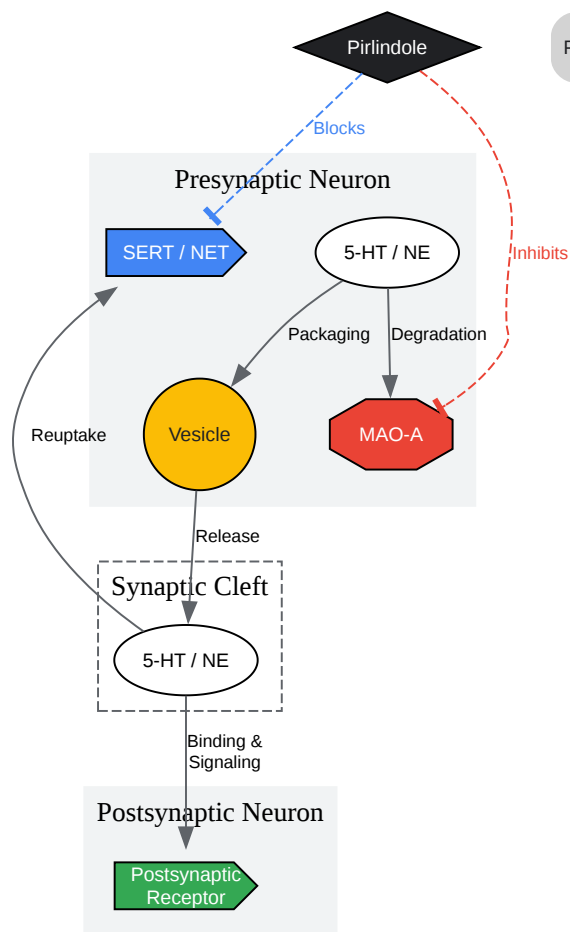 Pirlindole
Blocks
Presynaptic Neuron
SERT / NET
5-HT / NE
Inhibits
Packaging
Degradation
Vesicle
MAO-A
Reuptake
Release
Synaptic Cleft
5-HT / NE
Binding &
Signaling
Postsynaptic Neuron
Postsynaptic
Receptor